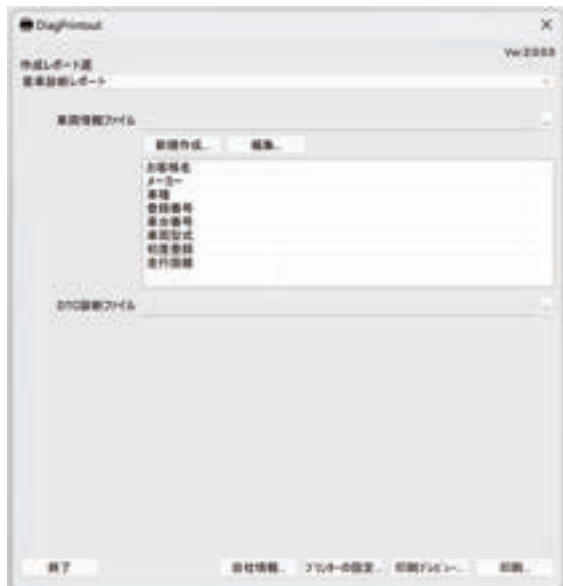 DiagPrintout
Ver2.0.0.0
作成レポート選
愛車診断レポート
車両情報ファイル
...
新規作成...
編集...
お客様名
メーカー
車種
登録番号
車台番号
車両型式
初度登録
走行距離
DTC診断ファイル
...
終了
自社情報...
プリンターの設定...
印刷プレビュー...
印刷...